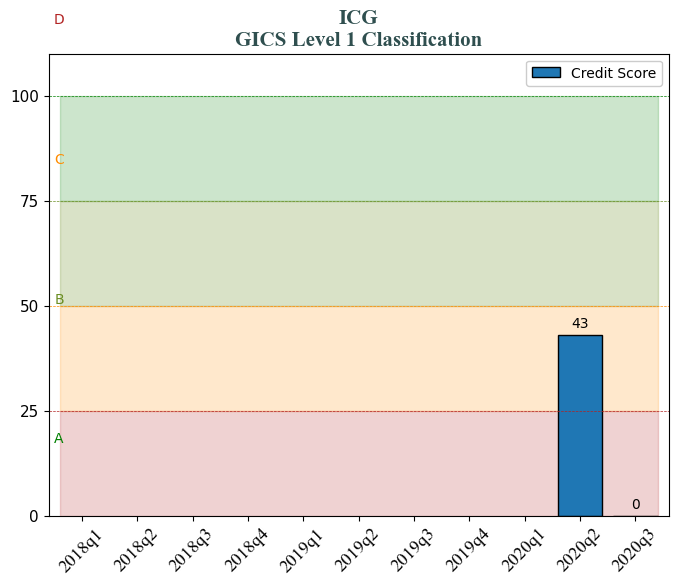 D
ICG
GICS Level 1 Classification
Credit Score
100
C
75
B
50
43
25
A
0
0
2018q1
2018q2
2018q3
2018q4
2019q1
2019q2
2019q3
2019q4
2020q1
2020q2
2020q3